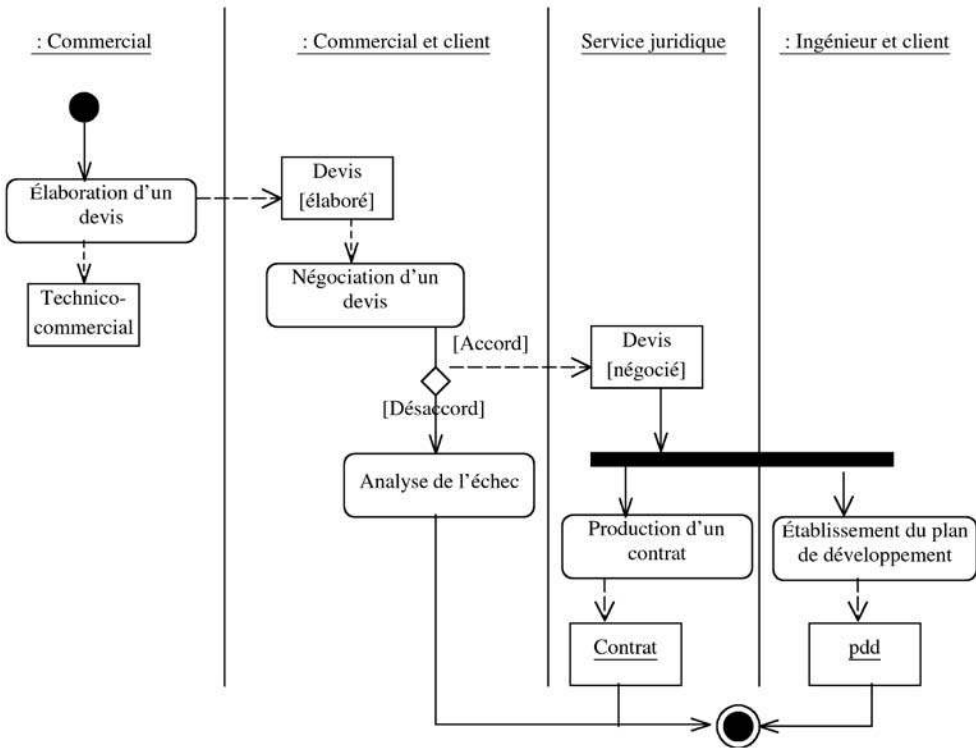 : Commercial
: Commercial et client
Service juridique
: Ingénieur et client
Élaboration d'un
devis
Devis
[élaboré]
Technico-
commercial
Négociation d'un
devis
[Accord]
Devis
[négocié]
[Désaccord]
Analyse de l'échec
Production d'un
contrat
Établissement du plan
de développement
Contrat
pdd